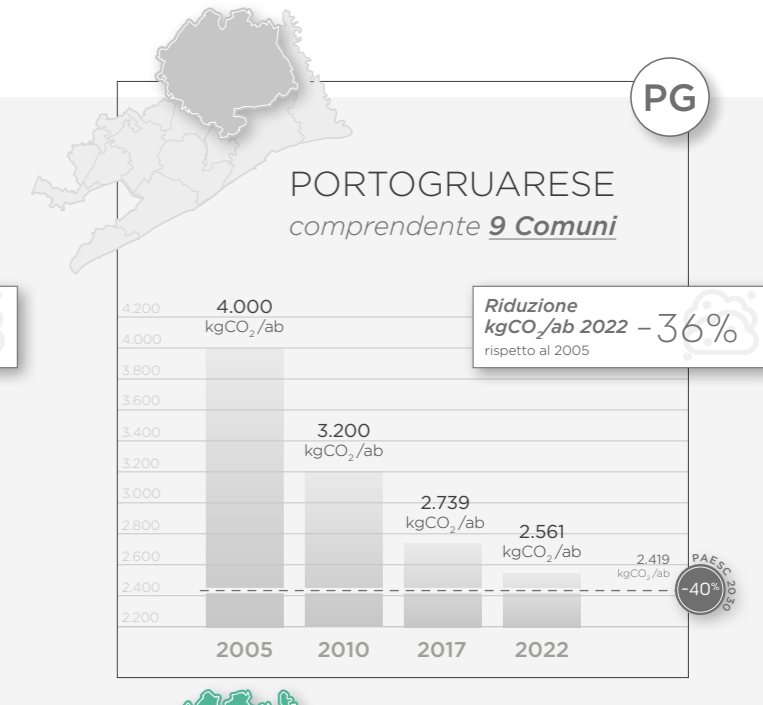 PG
PORTOGRUARESE
comprendente 9 Comuni
Riduzione
kgCO₂/ab 2022 –36%
rispetto al 2005
4.200
4.000
3.800
3.600
3.400
3.200
3.000
2.800
2.600
2.400
2.200
4.000
kgCO₂/ab
3.200
kgCO₂/ab
2.739
kgCO₂/ab
2.561
kgCO₂/ab
2.419
kgCO₂/ab
PAESC 2030
-40%
2005 2010 2017 2022